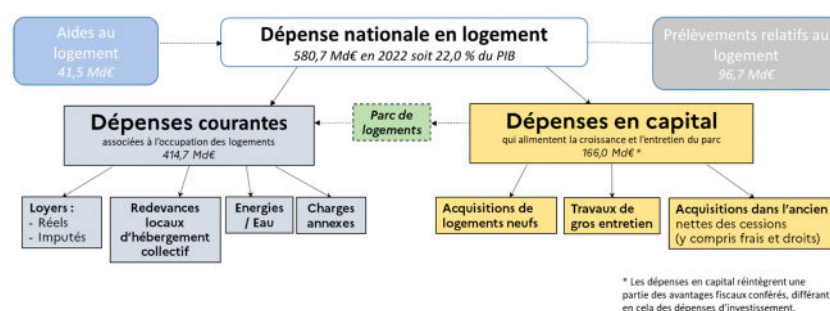 Aides au
logement
41,5 Md€
Dépense nationale en logement
580,7 Md€ en 2022 soit 22,0 % du PIB
Prélèvements relatifs au
logement
96,7 Md€
Dépenses courantes
associées à l'occupation des logements
414,7 Md€
Parc de
logements
Dépenses en capital
qui alimentent la croissance et l'entretien du parc
166,0 Md€ *
Loyers :
- Réels
- Imputés
Redevances
locaux
d'hébergement
collectif
Energies
/ Eau
Charges
annexes
Acquisitions de
logements neufs
Travaux de
gros entretien
Acquisitions dans l'ancien
nettes des cessions
(y compris frais et droits)
* Les dépenses en capital réintègrent une
partie des avantages fiscaux conférés, différant
en cela des dépenses d'investissement.